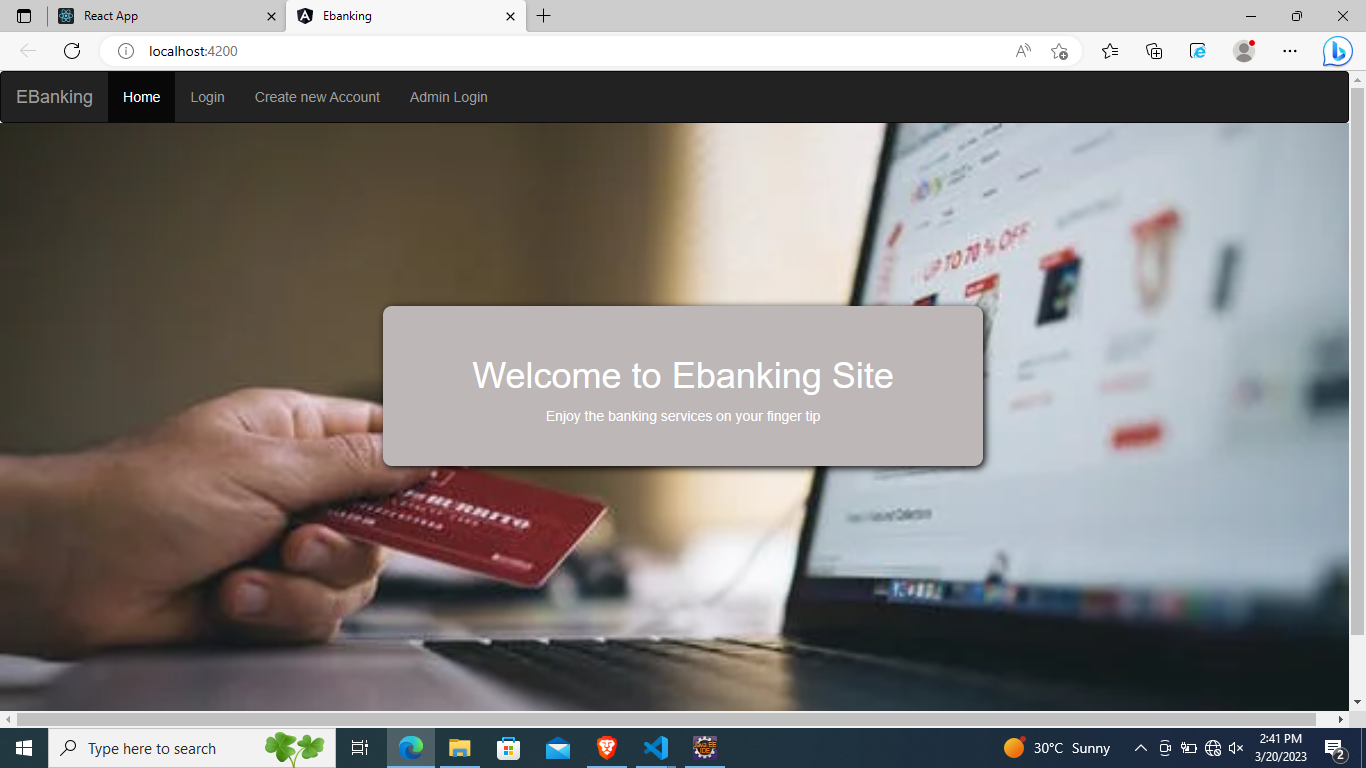 React App
Ebanking
localhost:4200
EBanking
Home
Login
Create new Account
Admin Login
UP TO 70 % OFF
Welcome to Ebanking Site
Enjoy the banking services on your finger tip
BURRITO
Type here to search
30°C Sunny
2:41 PM
3/20/2023
2